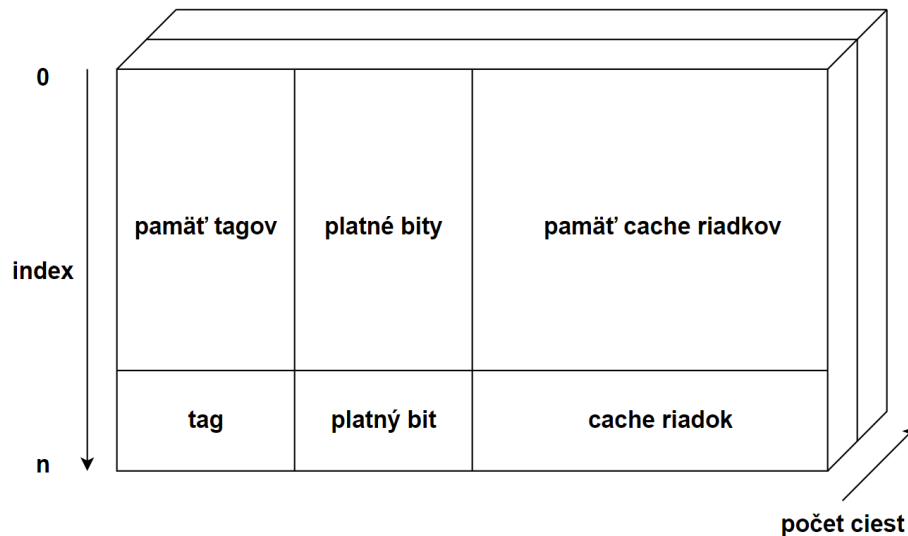 0
pamäť tagov
platné bity
pamäť cache riadkov
index
tag
platný bit
cache riadok
n
počet ciest